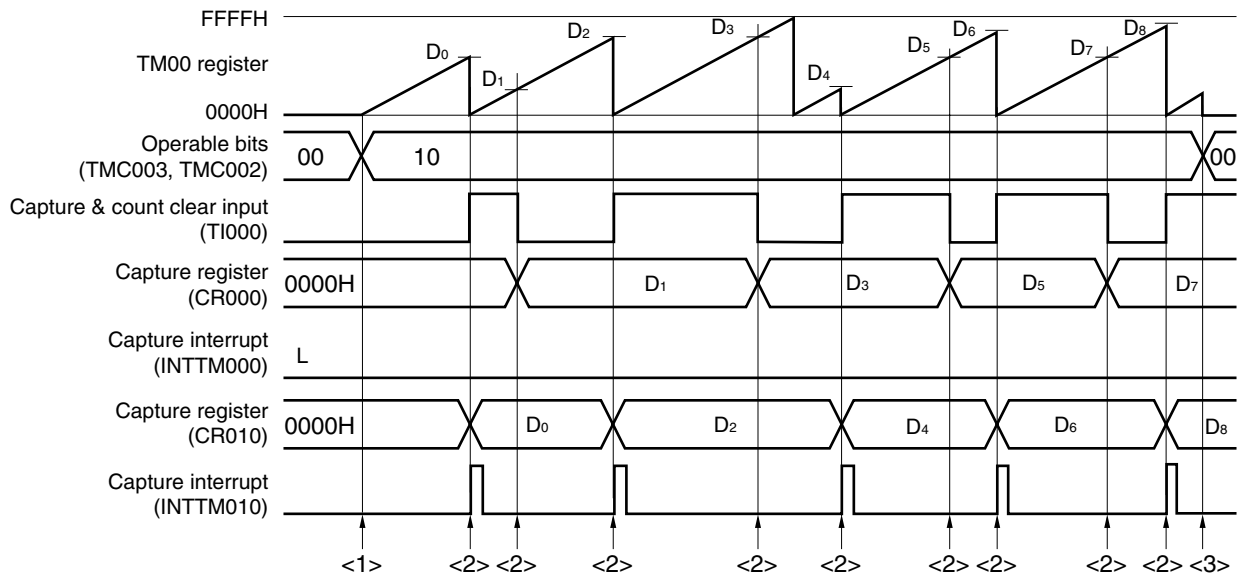 FFFFH
TM00 register
0000H
D0 D1 D2 D3 D4 D5 D6 D7 D8
Operable bits
(TMC003, TMC002)
00 10 00
Capture & count clear input
(TI000)
Capture register
(CR000)
0000H D1 D3 D5 D7
Capture interrupt
(INTTM000)
L
Capture register
(CR010)
0000H D0 D2 D4 D6 D8
Capture interrupt
(INTTM010)
<1> <2> <2> <2> <2> <2> <2> <2> <2> <2> <3>